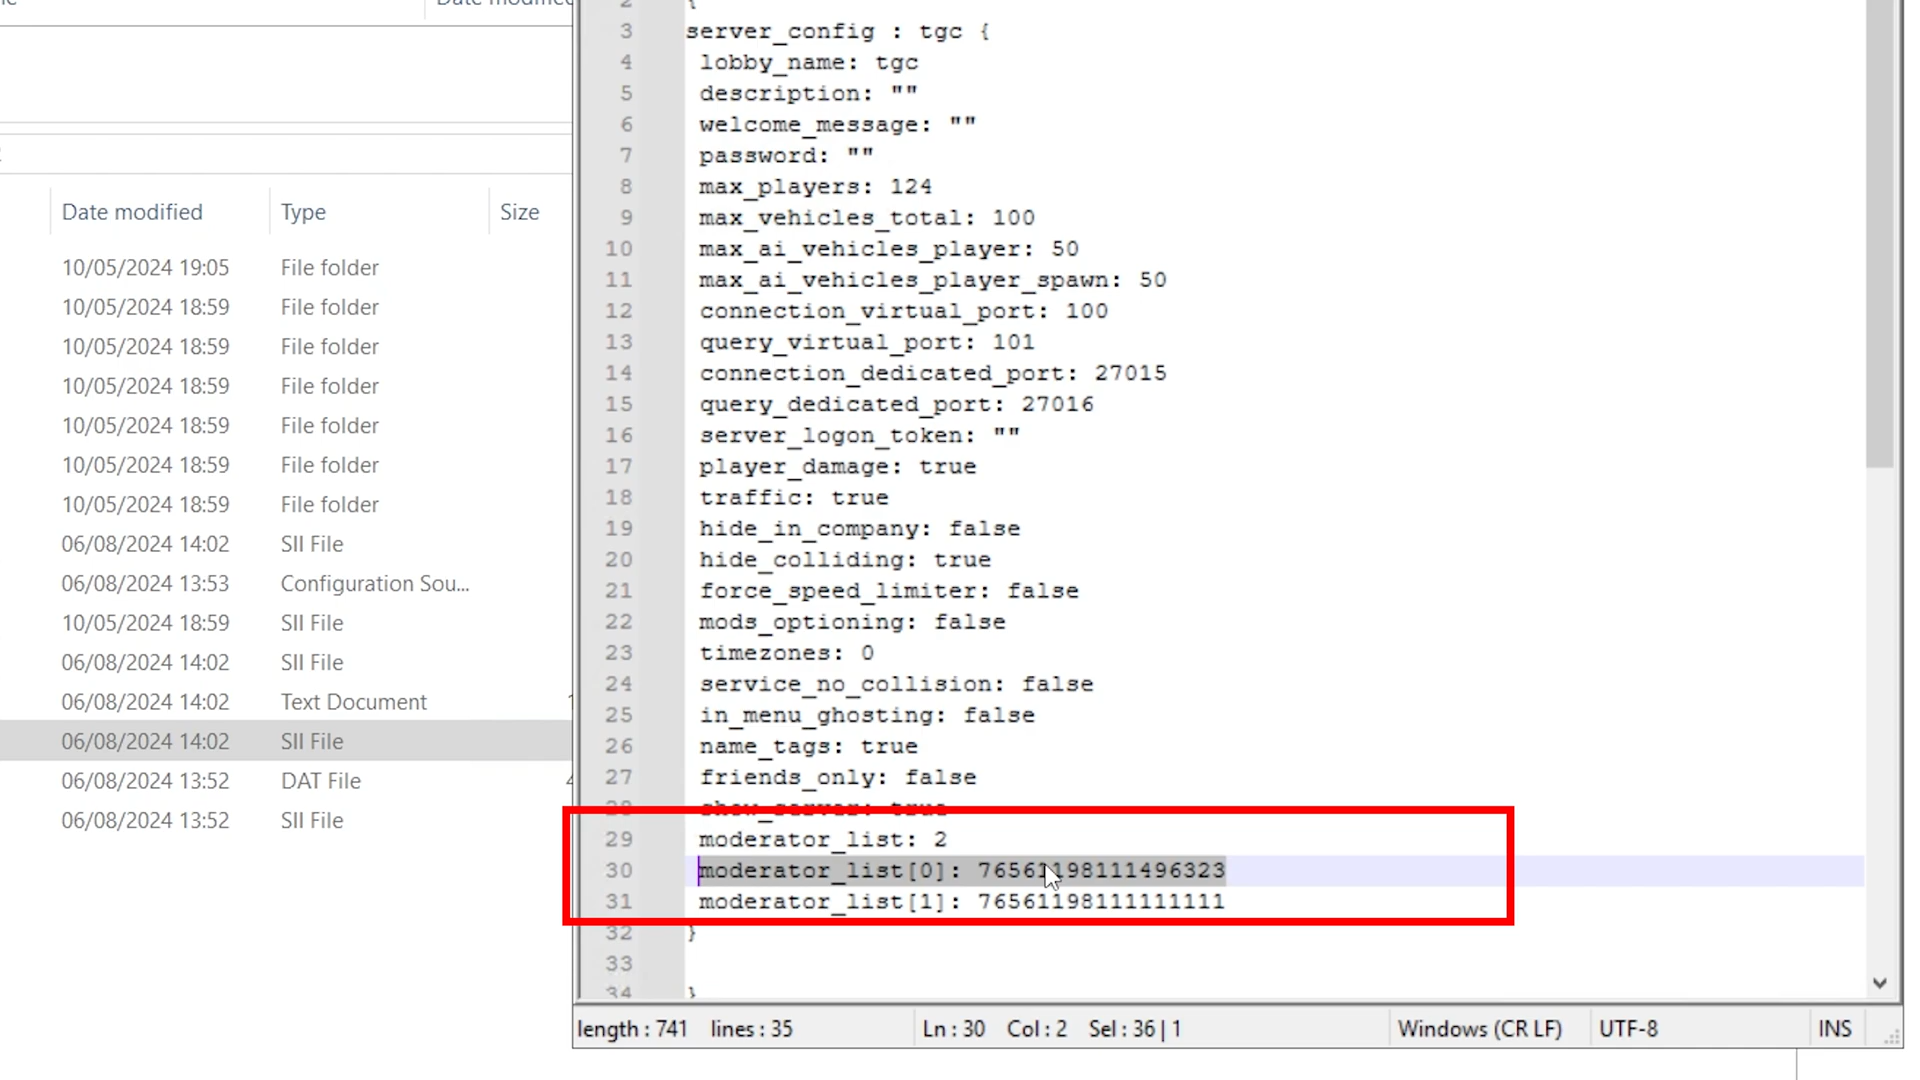 Date modified
Type
Size
10/05/2024 19:05 File folder
10/05/2024 18:59 File folder
10/05/2024 18:59 File folder
10/05/2024 18:59 File folder
10/05/2024 18:59 File folder
10/05/2024 18:59 File folder
10/05/2024 18:59 File folder
06/08/2024 14:02 SII File
06/08/2024 13:53 Configuration Sou...
10/05/2024 18:59 SII File
06/08/2024 14:02 SII File
06/08/2024 14:02 Text Document
06/08/2024 14:02 SII File
06/08/2024 13:52 DAT File
06/08/2024 13:52 SII File
2 {
3 server_config : tgc {
4 lobby_name: tgc
5 description: ""
6 welcome_message: ""
7 password: ""
8 max_players: 124
9 max_vehicles_total: 100
10 max_ai_vehicles_player: 50
11 max_ai_vehicles_player_spawn: 50
12 connection_virtual_port: 100
13 query_virtual_port: 101
14 connection_dedicated_port: 27015
15 query_dedicated_port: 27016
16 server_logon_token: ""
17 player_damage: true
18 traffic: true
19 hide_in_company: false
20 hide_colliding: true
21 force_speed_limiter: false
22 mods_optioning: false
23 timezones: 0
24 service_no_collision: false
25 in_menu_ghosting: false
26 name_tags: true
27 friends_only: false
28 show_server: true
29 moderator_list: 2
30 moderator_list[0]: 76561198111496323
31 moderator_list[1]: 76561198111111111
32 }
33
34 }
length : 741 lines : 35 Ln : 30 Col : 2 Sel : 36 | 1 Windows (CR LF) UTF-8 INS